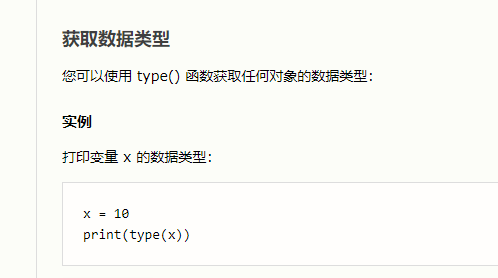 获取数据类型
您可以使用 type() 函数获取任何对象的数据类型：
实例
打印变量 x 的数据类型：
x = 10
print(type(x))